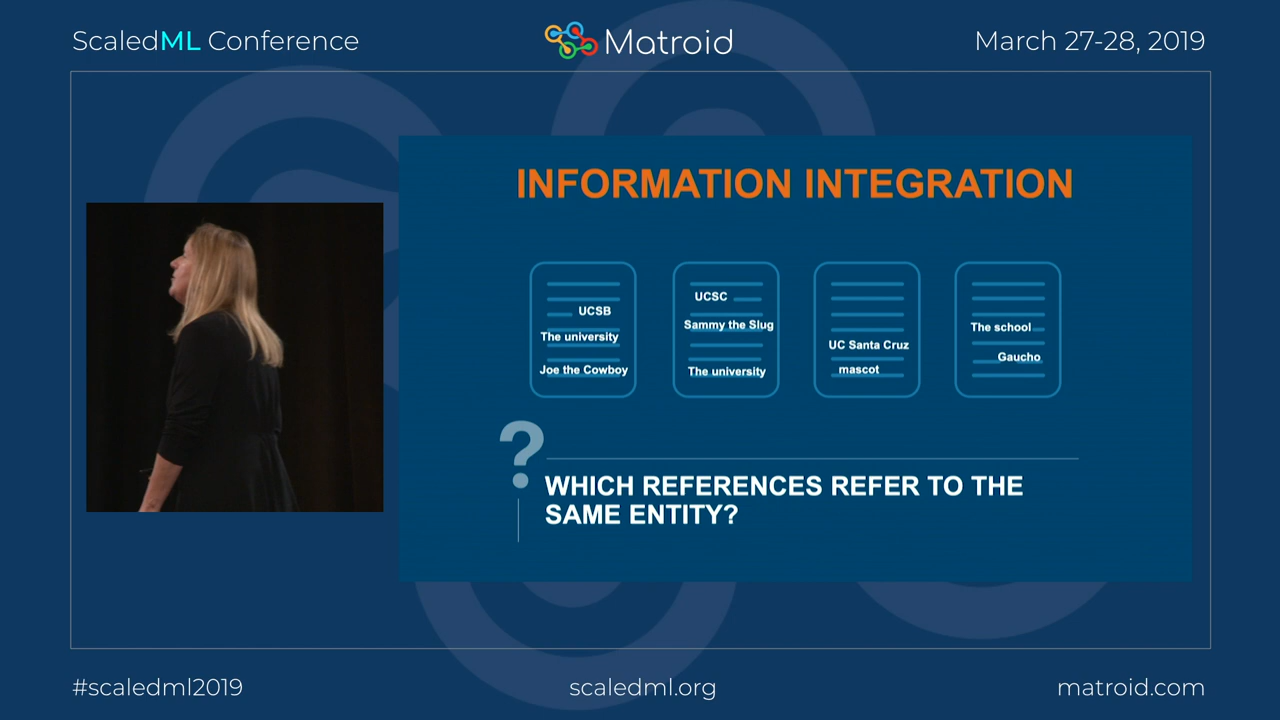 ScaledML Conference
Matroid
March 27-28, 2019
INFORMATION INTEGRATION
UCSB
The university
Joe the Cowboy
UCSC
Sammy the Slug
The university
UC Santa Cruz
mascot
The school
Gaucho
?
WHICH REFERENCES REFER TO THE
SAME ENTITY?
#scaledml2019
scaledml.org
matroid.com